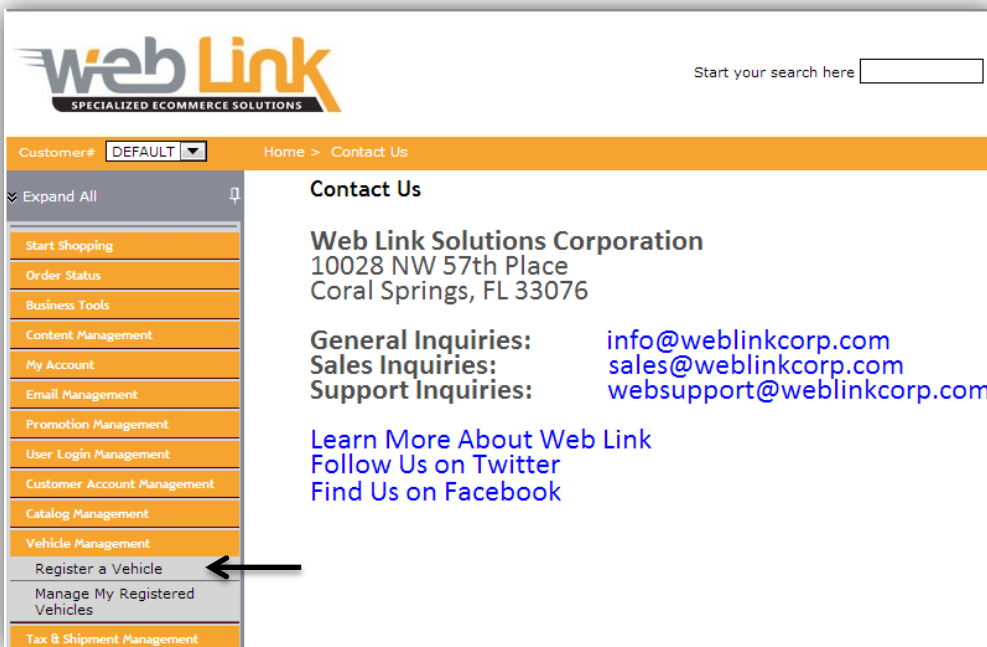 web Link
SPECIALIZED ECOMMERCE SOLUTIONS
Start your search here
Customer# DEFAULT
Home > Contact Us
Expand All
Start Shopping
Order Status
Business Tools
Content Management
My Account
Email Management
Promotion Management
User Login Management
Customer Account Management
Catalog Management
Vehicle Management
Register a Vehicle
Manage My Registered
Vehicles
Tax & Shipment Management
Contact Us
Web Link Solutions Corporation
10028 NW 57th Place
Coral Springs, FL 33076
General Inquiries: info@weblinkcorp.com
Sales Inquiries: sales@weblinkcorp.com
Support Inquiries: websupport@weblinkcorp.com
Learn More About Web Link
Follow Us on Twitter
Find Us on Facebook